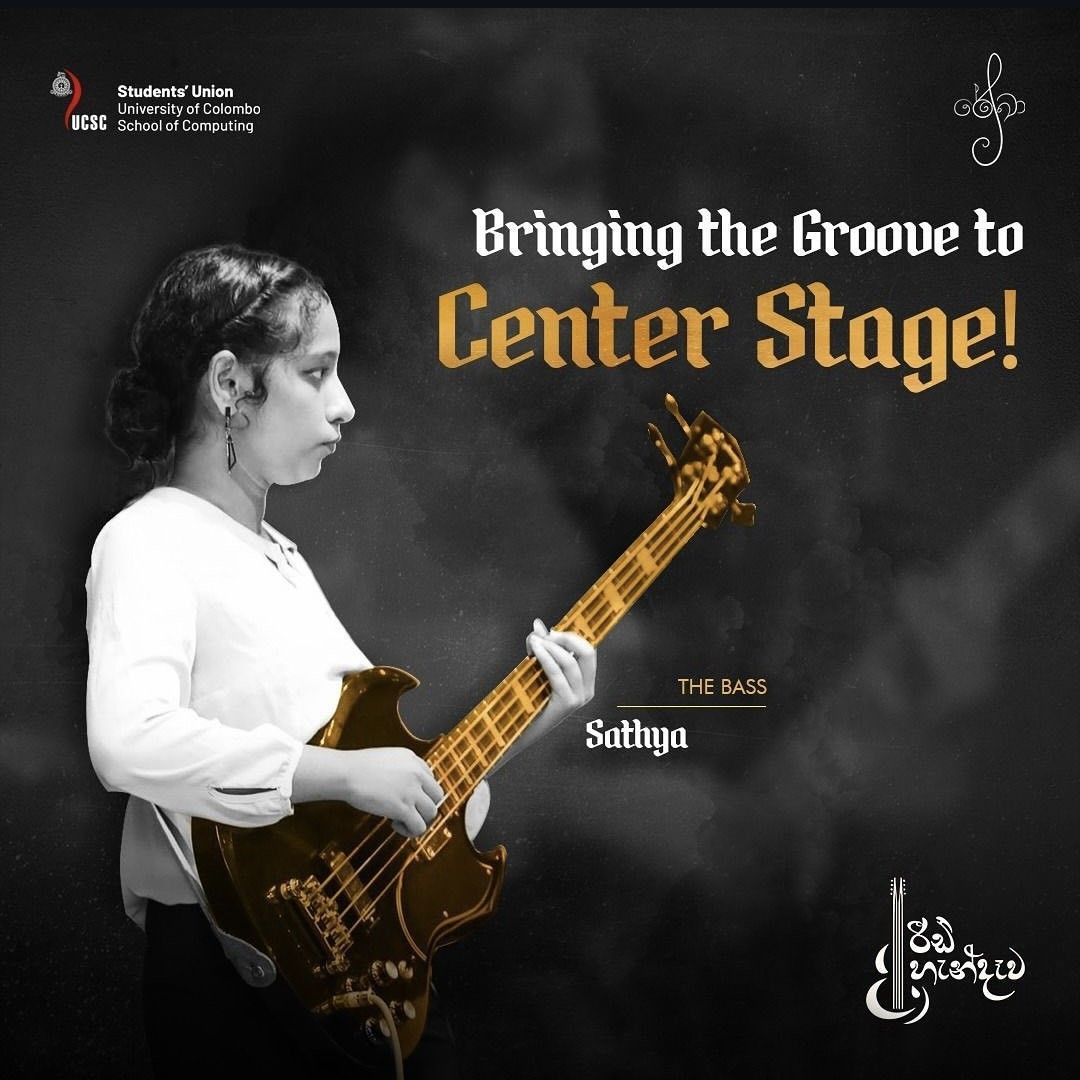 UCSC
Students’ Union
University of Colombo
School of Computing
Bringing the Groove to
Center Stage!
THE BASS
Sathya
රිඬ්
හැන්දෑව